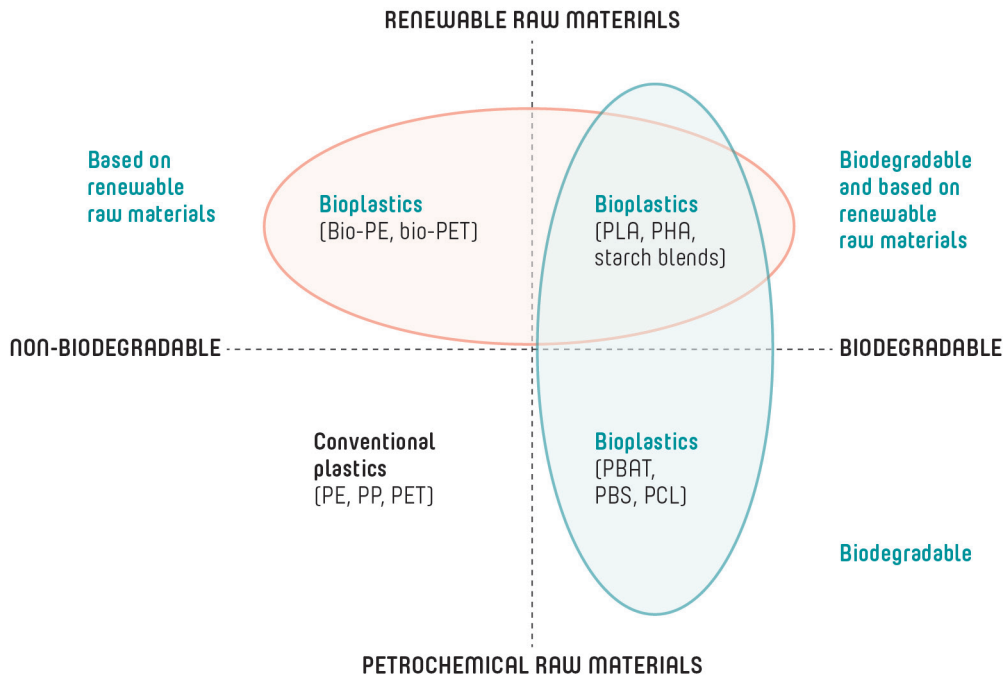 RENEWABLE RAW MATERIALS
Based on
renewable
raw materials
Bioplastics
(Bio-PE, bio-PET)
Bioplastics
(PLA, PHA,
starch blends)
Biodegradable
and based on
renewable
raw materials
NON-BIODEGRADABLE
BIODEGRADABLE
Conventional
plastics
(PE, PP, PET)
Bioplastics
(PBAT,
PBS, PCL)
Biodegradable
PETROCHEMICAL RAW MATERIALS